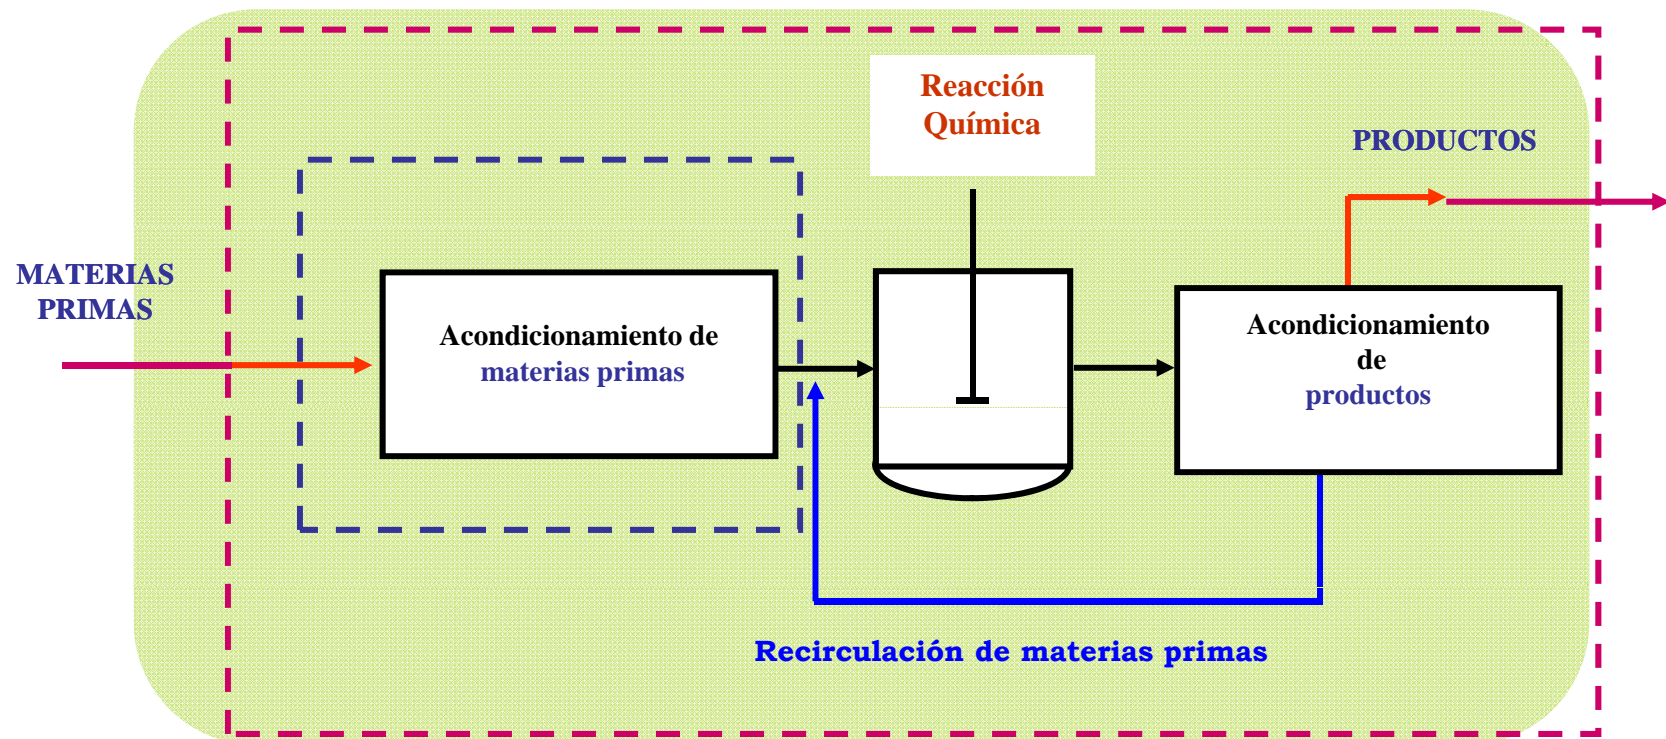 Reacción
Química
PRODUCTOS
MATERIAS
PRIMAS
Acondicionamiento de
materias primas
Acondicionamiento
de
productos
Recirculación de materias primas